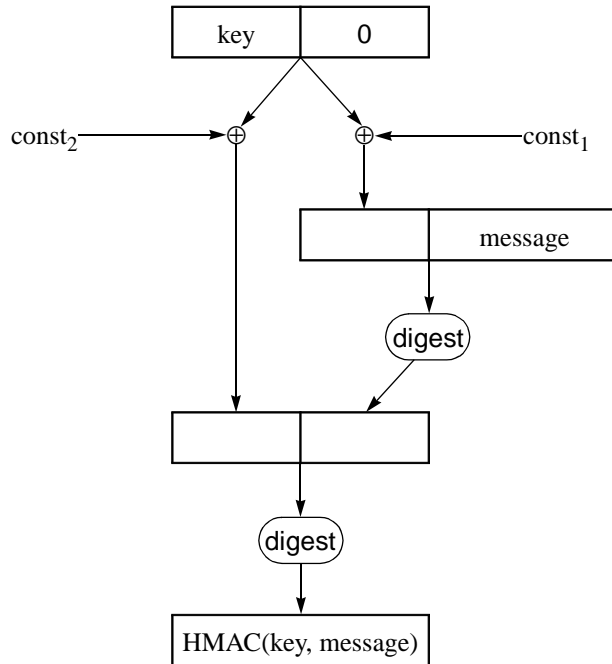 key 0
const2 const1
message
digest
digest
HMAC(key, message)